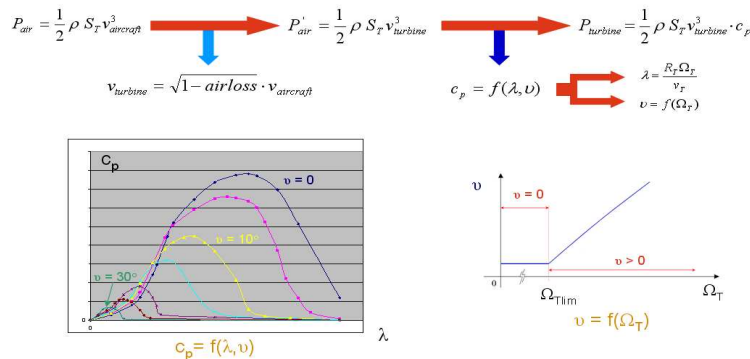 P_air = 1/2 ρ S_T v³_aircraft
P'_air = 1/2 ρ S_T v³_turbine
P_turbine = 1/2 ρ S_T v³_turbine · c_p
v_turbine = √(1− airloss) · v_aircraft
c_p = f(λ,υ)
λ = R_T Ω_T / v_T
υ = f(Ω_T)
c_p
υ = 0
υ = 10°
υ = 30°
0
0
λ
c_p = f(λ,υ)
υ
υ = 0
υ > 0
0
Ω_Tlim
Ω_T
υ = f(Ω_T)